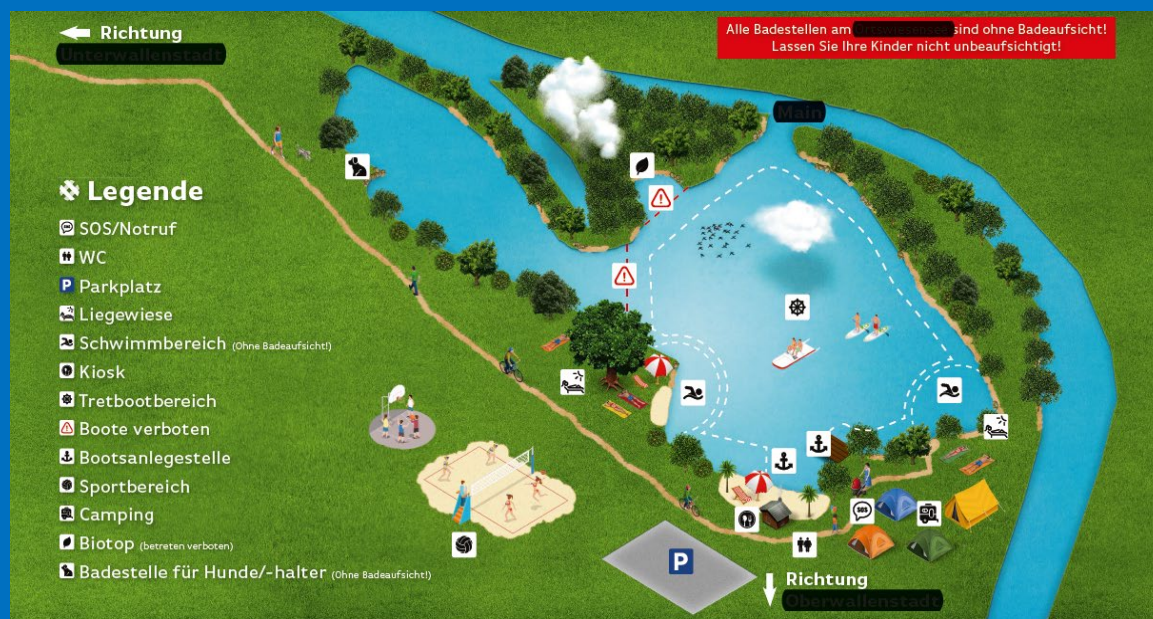 Richtung
Unterwallenstadt
Alle Badestellen am sind ohne Badeaufsicht!
Lassen Sie Ihre Kinder nicht unbeaufsichtigt!
Main
Legende
SOS/Notruf
WC
P Parkplatz
Liegewiese
Schwimmbereich (Ohne Badeaufsicht!)
Kiosk
Tretbootbereich
Boote verboten
Bootsanlegestelle
Sportbereich
Camping
Biotop (betreten verboten)
Badestelle für Hunde/-halter (Ohne Badeaufsicht!)
SOS
P
Richtung
Oberwallenstadt